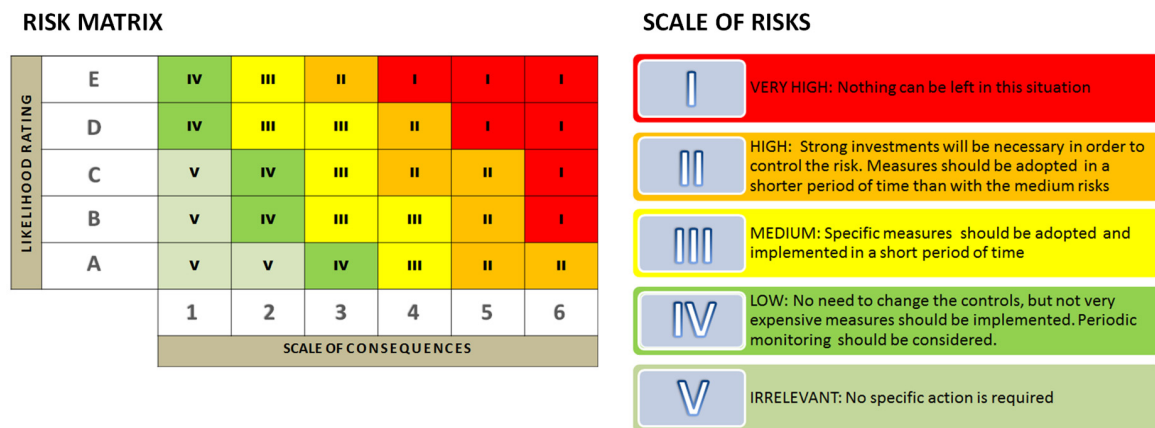 RISK MATRIX
LIKELIHOOD RATING
E IV III II I I I
D IV III III II I I
C V IV III II II I
B V IV III III II I
A V V IV III II II
1 2 3 4 5 6
SCALE OF CONSEQUENCES
SCALE OF RISKS
I
VERY HIGH: Nothing can be left in this situation
II
HIGH: Strong investments will be necessary in order to
control the risk. Measures should be adopted in a
shorter period of time than with the medium risks
III
MEDIUM: Specific measures should be adopted and
implemented in a short period of time
IV
LOW: No need to change the controls, but not very
expensive measures should be implemented. Periodic
monitoring should be considered.
V
IRRELEVANT: No specific action is required